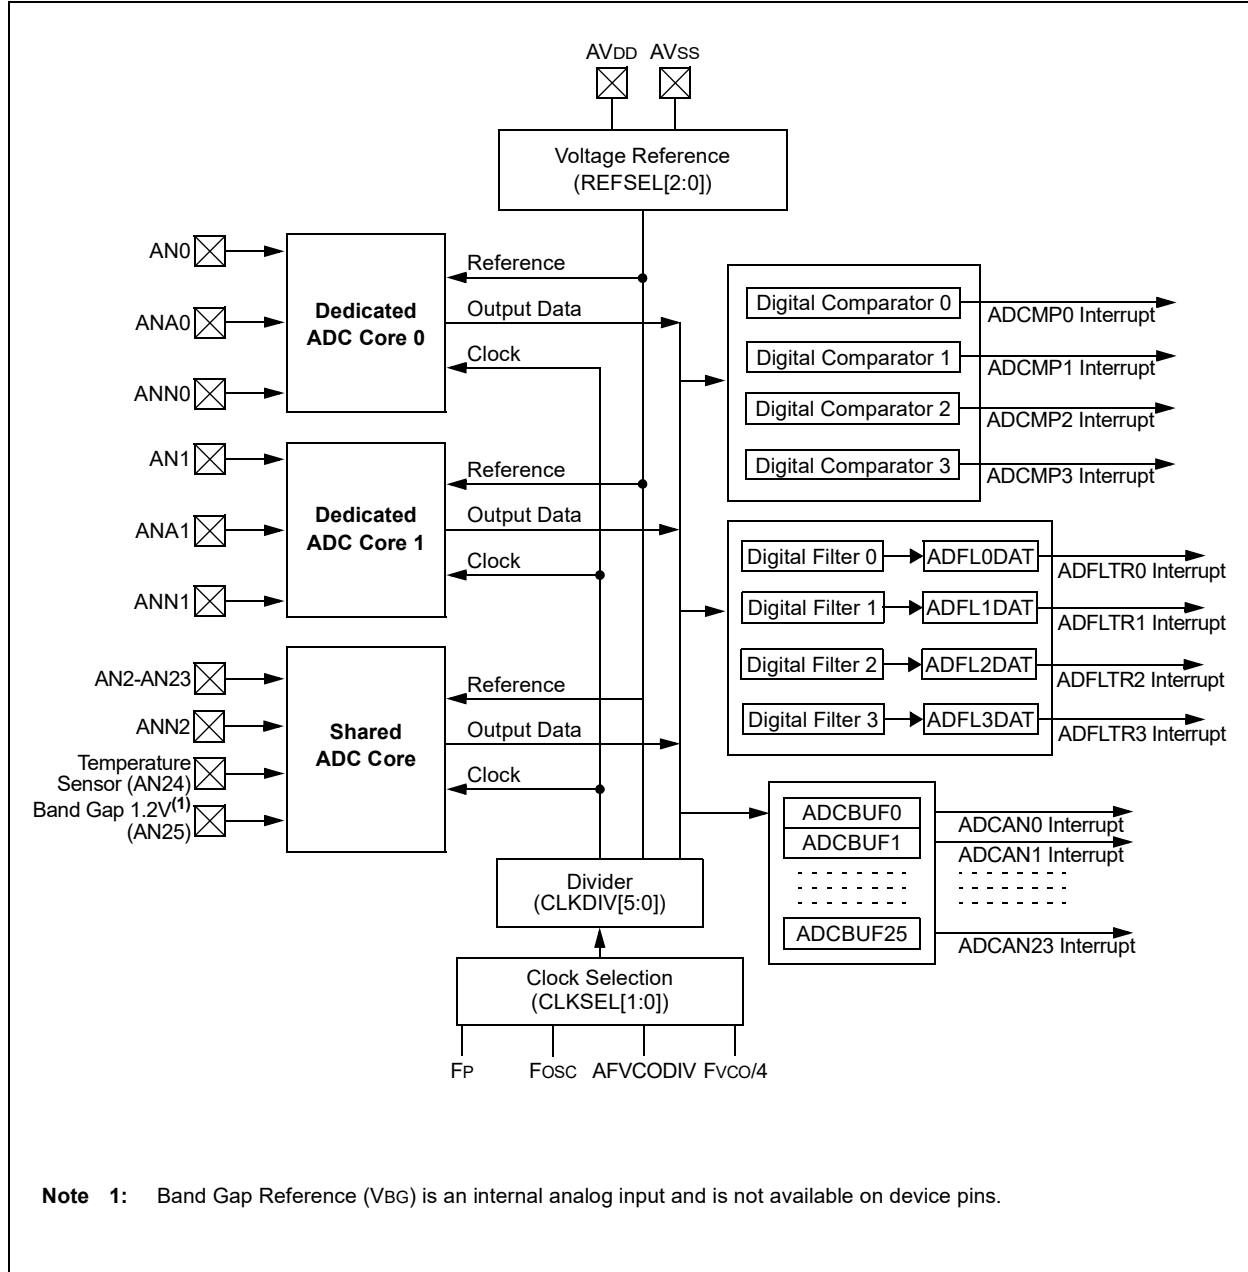 AVDD AVSS
Voltage Reference
(REFSEL[2:0])
AN0
ANA0
ANN0
Dedicated
ADC Core 0
Reference
Output Data
Clock
AN1
ANA1
ANN1
Dedicated
ADC Core 1
Reference
Output Data
Clock
AN2-AN23
ANN2
Temperature
Sensor (AN24)
Band Gap 1.2V(1)
(AN25)
Shared
ADC Core
Reference
Output Data
Clock
Digital Comparator 0
ADCMP0 Interrupt
Digital Comparator 1
ADCMP1 Interrupt
Digital Comparator 2
ADCMP2 Interrupt
Digital Comparator 3
ADCMP3 Interrupt
Digital Filter 0 ADFL0DAT
ADFLTR0 Interrupt
Digital Filter 1 ADFL1DAT
ADFLTR1 Interrupt
Digital Filter 2 ADFL2DAT
ADFLTR2 Interrupt
Digital Filter 3 ADFL3DAT
ADFLTR3 Interrupt
ADCBUF0
ADCAN0 Interrupt
ADCBUF1
ADCAN1 Interrupt
ADCBUF25
ADCAN23 Interrupt
Divider
(CLKDIV[5:0])
Clock Selection
(CLKSEL[1:0])
FP FOSC AFVCODIV FVCO/4
Note 1: Band Gap Reference (VBG) is an internal analog input and is not available on device pins.